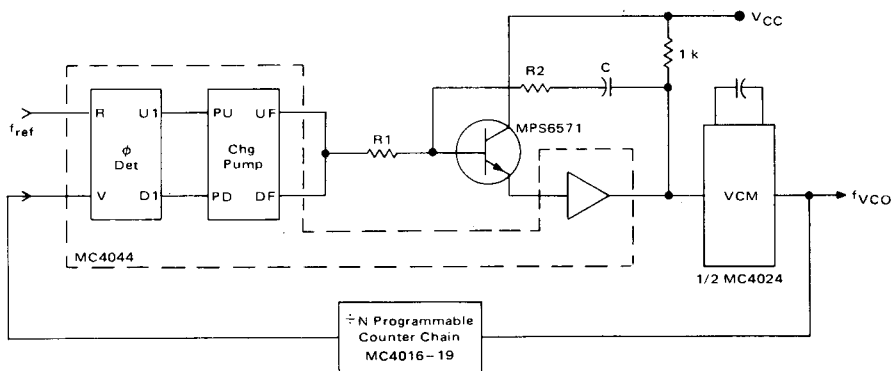 VCC
1 k
R2
C
MPS6571
fref
R U1
φ
Det
V D1
PU UF
Chg
Pump
PD DF
R1
VCM
fVCO
MC4044
1/2 MC4024
÷N Programmable
Counter Chain
MC4016-19